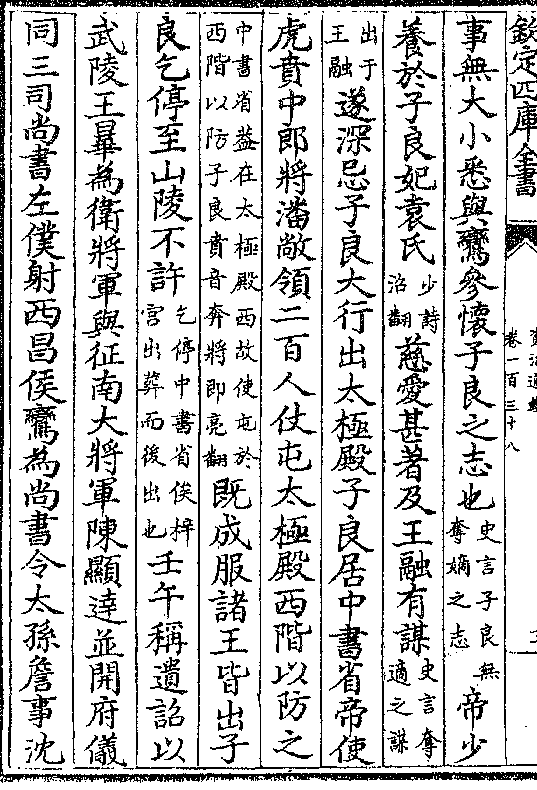 欽定四庫全書
資治通鑑
卷一百三十八
三
事無大小悉與鸞參懷子良之志也史言子良無奪嫡之志帝少
養於子良妃袁氏少詩沼翻慈愛甚著及王融有謀史言奪適之謀
出于王融遂深忌子良大行出太極殿子良居中書省帝使
虎賁中郎將潘敞領二百人仗屯太極殿西階以防之
中書省葢在太極殿西故使屯於西階以防子良賁音奔將即亮翻既成服諸王皆出子
良乞停至山陵不許乞停中書省俟梓宮出葬而後出也壬午稱遺詔以
武陵王曅為衛將軍與征南大將軍陳顯達並開府儀
同三司尚書左僕射西昌侯鸞為尚書令太孫詹事沈